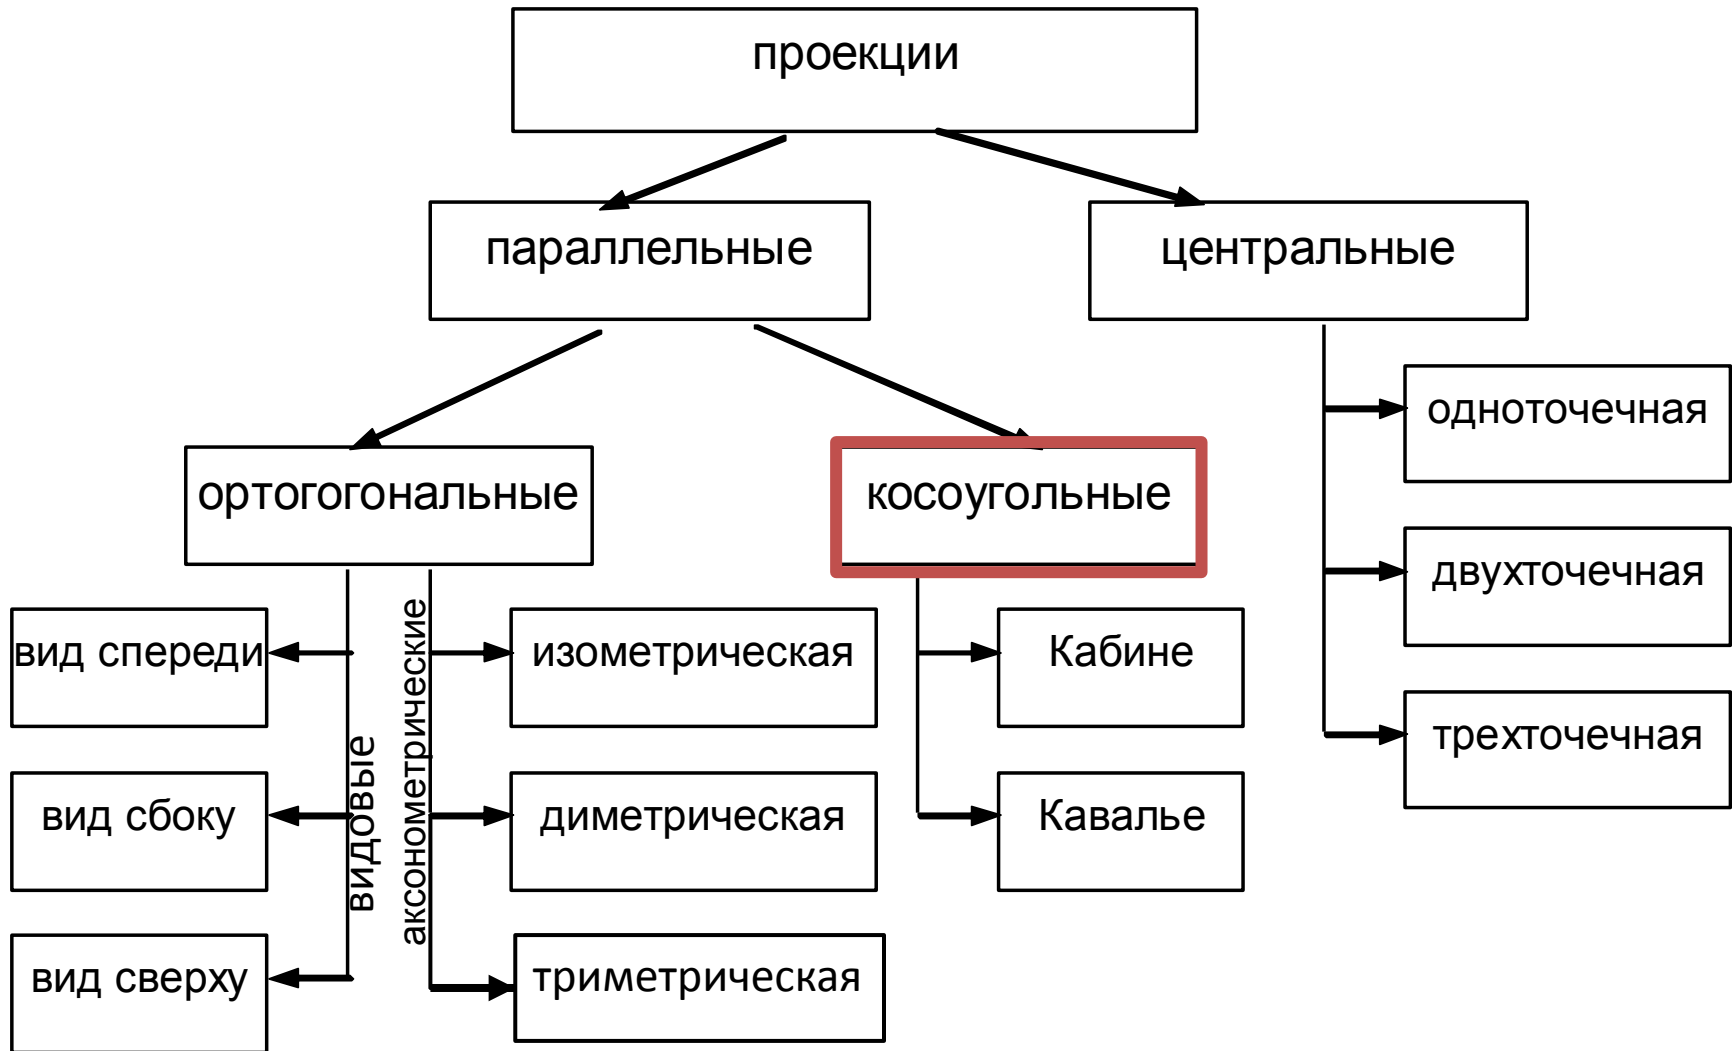 проекции
параллельные
центральные
одноточечная
ортогогональные
косоугольные
двухточечная
вид спереди
видовые
аксонометрические
изометрическая
Кабине
трехточечная
вид сбоку
диметрическая
Кавалье
вид сверху
триметрическая